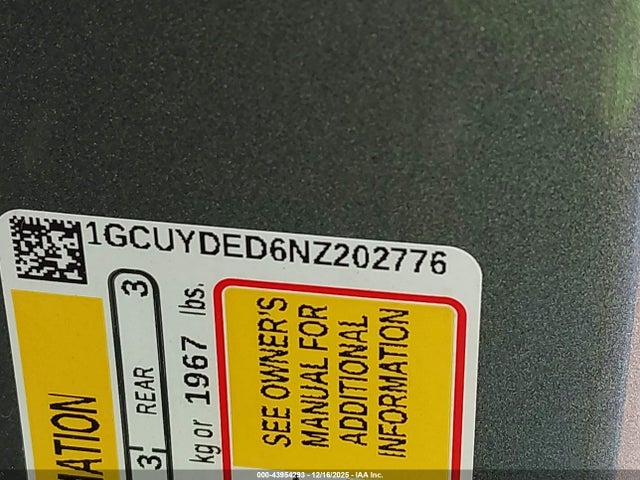 1GCUYDED6NZ202776
MATION
3 REAR 3
kg or 1967 lbs.
SEE OWNER'S
MANUAL FOR
ADDITIONAL
INFORMATION
000-43954293 - 12/16/2025 - IAA Inc.